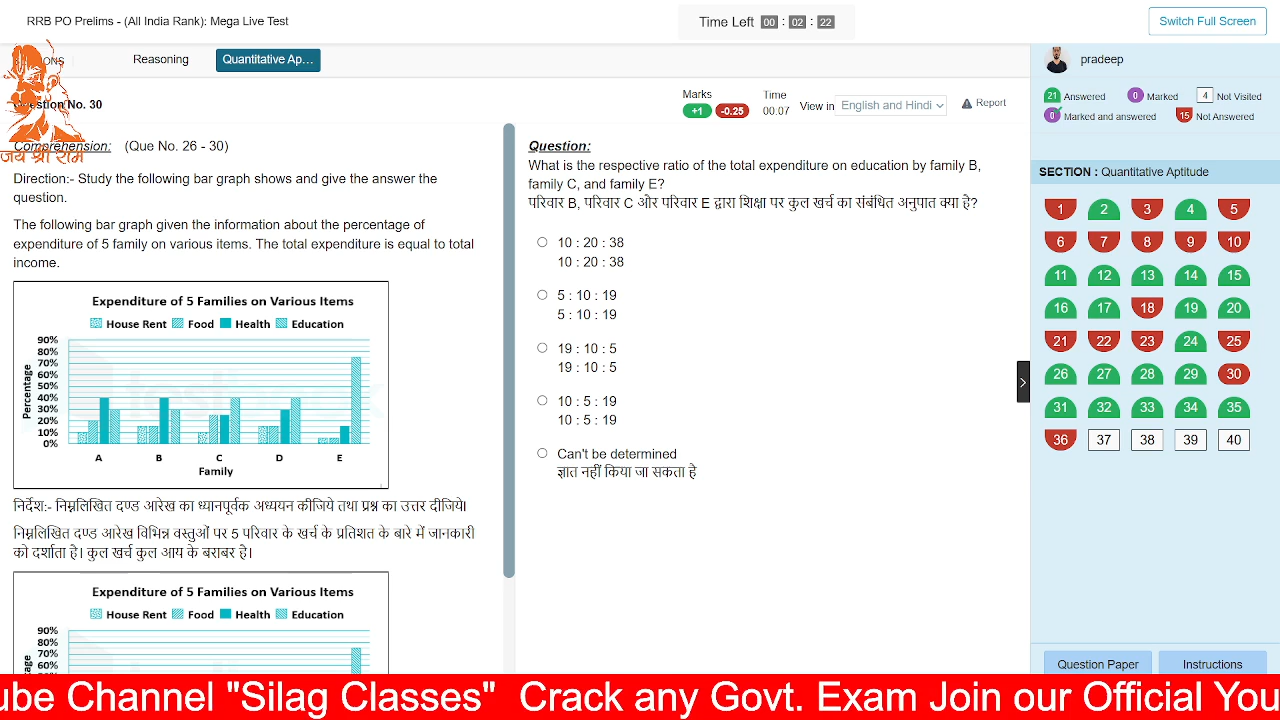 RRB PO Prelims - (All India Rank): Mega Live Test
Time Left 00 : 02 : 22
Switch Full Screen
Reasoning
Quantitative Ap...
pradeep
Question No. 30
Marks
+1 -0.25
Time
00.07
View in English and Hindi
Report
21 Answered
0 Marked
4 Not Visited
0 Marked and answered
15 Not Answered
जय श्री राम
Comprehension: (Que No. 26 - 30)
Direction:- Study the following bar graph shows and give the answer the
question.
The following bar graph given the information about the percentage of
expenditure of 5 family on various items. The total expenditure is equal to total
income.
Expenditure of 5 Families on Various Items
House Rent Food Health Education
90%
80%
70%
60%
50%
40%
30%
20%
10%
0%
Percentage
A B C D E
Family
निर्देश:- निम्नलिखित दण्ड आरेख का ध्यानपूर्वक अध्ययन कीजिये तथा प्रश्न का उत्तर दीजिये।
निम्नलिखित दण्ड आरेख विभिन्न वस्तुओं पर 5 परिवार के खर्च के प्रतिशत के बारे में जानकारी
को दर्शाता है। कुल खर्च कुल आय के बराबर है।
Expenditure of 5 Families on Various Items
House Rent Food Health Education
90%
80%
70%
60%
Question:
What is the respective ratio of the total expenditure on education by family B,
family C, and family E?
परिवार B, परिवार C और परिवार E द्वारा शिक्षा पर कुल खर्च का संबंधित अनुपात क्या है?
10 : 20 : 38
10 : 20 : 38
5 : 10 : 19
5 : 10 : 19
19 : 10 : 5
19 : 10 : 5
10 : 5 : 19
10 : 5 : 19
Can't be determined
ज्ञात नहीं किया जा सकता हे
SECTION : Quantitative Aptitude
1 2 3 4 5
6 7 8 9 10
11 12 13 14 15
16 17 18 19 20
21 22 23 24 25
26 27 28 29 30
31 32 33 34 35
36 37 38 39 40
Question Paper
Instructions
ube Channel "Silag Classes" Crack any Govt. Exam Join our Official You